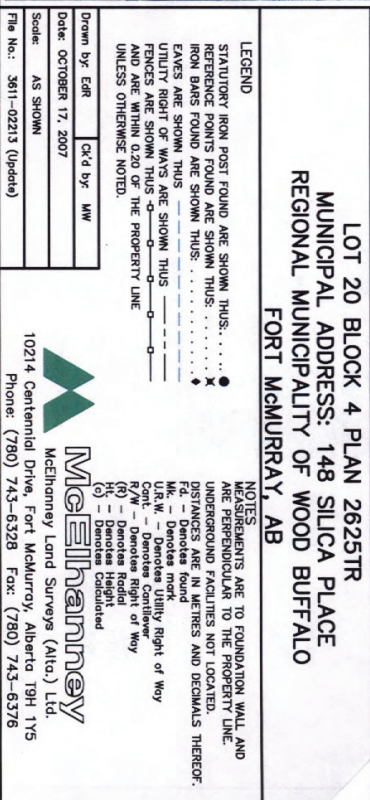 LOT 20 BLOCK 4 PLAN 2625TR
MUNICIPAL ADDRESS: 148 SILICA PLACE
REGIONAL MUNICIPALITY OF WOOD BUFFALO
FORT McMURRAY, AB
LEGEND
STATUTORY IRON POST FOUND ARE SHOWN THUS: . . . .
REFERENCE POINTS FOUND ARE SHOWN THUS: . . . . . .
IRON BARS FOUND ARE SHOWN THUS: . . . . . . . . .
EAVES ARE SHOWN THUS
UTILITY RIGHT OF WAYS ARE SHOWN THUS
FENCES ARE SHOWN THUS
AND ARE WITHIN 0.20 OF THE PROPERTY LINE
UNLESS OTHERWISE NOTED.
NOTES
MEASUREMENTS ARE TO FOUNDATION WALL AND
ARE PERPENDICULAR TO THE PROPERTY LINE.
UNDERGROUND FACILITIES NOT LOCATED.
DISTANCES ARE IN METRES AND DECIMALS THEREOF.
Fd. – Denotes found
Mk. – Denotes mark
U.R.W. – Denotes Utility Right of Way
Cant. – Denotes Cantilever
R/W – Denotes Right of Way
(R) – Denotes Radial
Ht. – Denotes Height
(c) – Denotes Calculated
Drawn by: EdR
Ck'd by: MW
Date: OCTOBER 17, 2007
Scale: AS SHOWN
File No.: 3611-02213 (Update)
McElhanney
McElhanney Land Surveys (Alta.) Ltd.
10214 Centennial Drive, Fort McMurray, Alberta T9H 1Y5
Phone: (780) 743-6328 Fax: (780) 743-6376